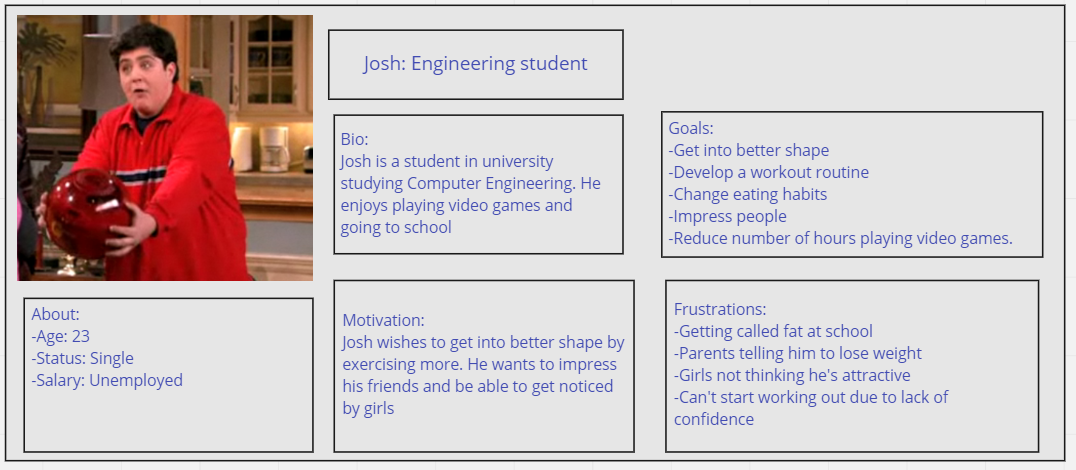 Josh: Engineering student
Bio:
Josh is a student in university
studying Computer Engineering. He
enjoys playing video games and
going to school
Goals:
-Get into better shape
-Develop a workout routine
-Change eating habits
-Impress people
-Reduce number of hours playing video games.
About:
-Age: 23
-Status: Single
-Salary: Unemployed
Motivation:
Josh wishes to get into better shape by
exercising more. He wants to impress
his friends and be able to get noticed
by girls
Frustrations:
-Getting called fat at school
-Parents telling him to lose weight
-Girls not thinking he's attractive
-Can't start working out due to lack of
confidence